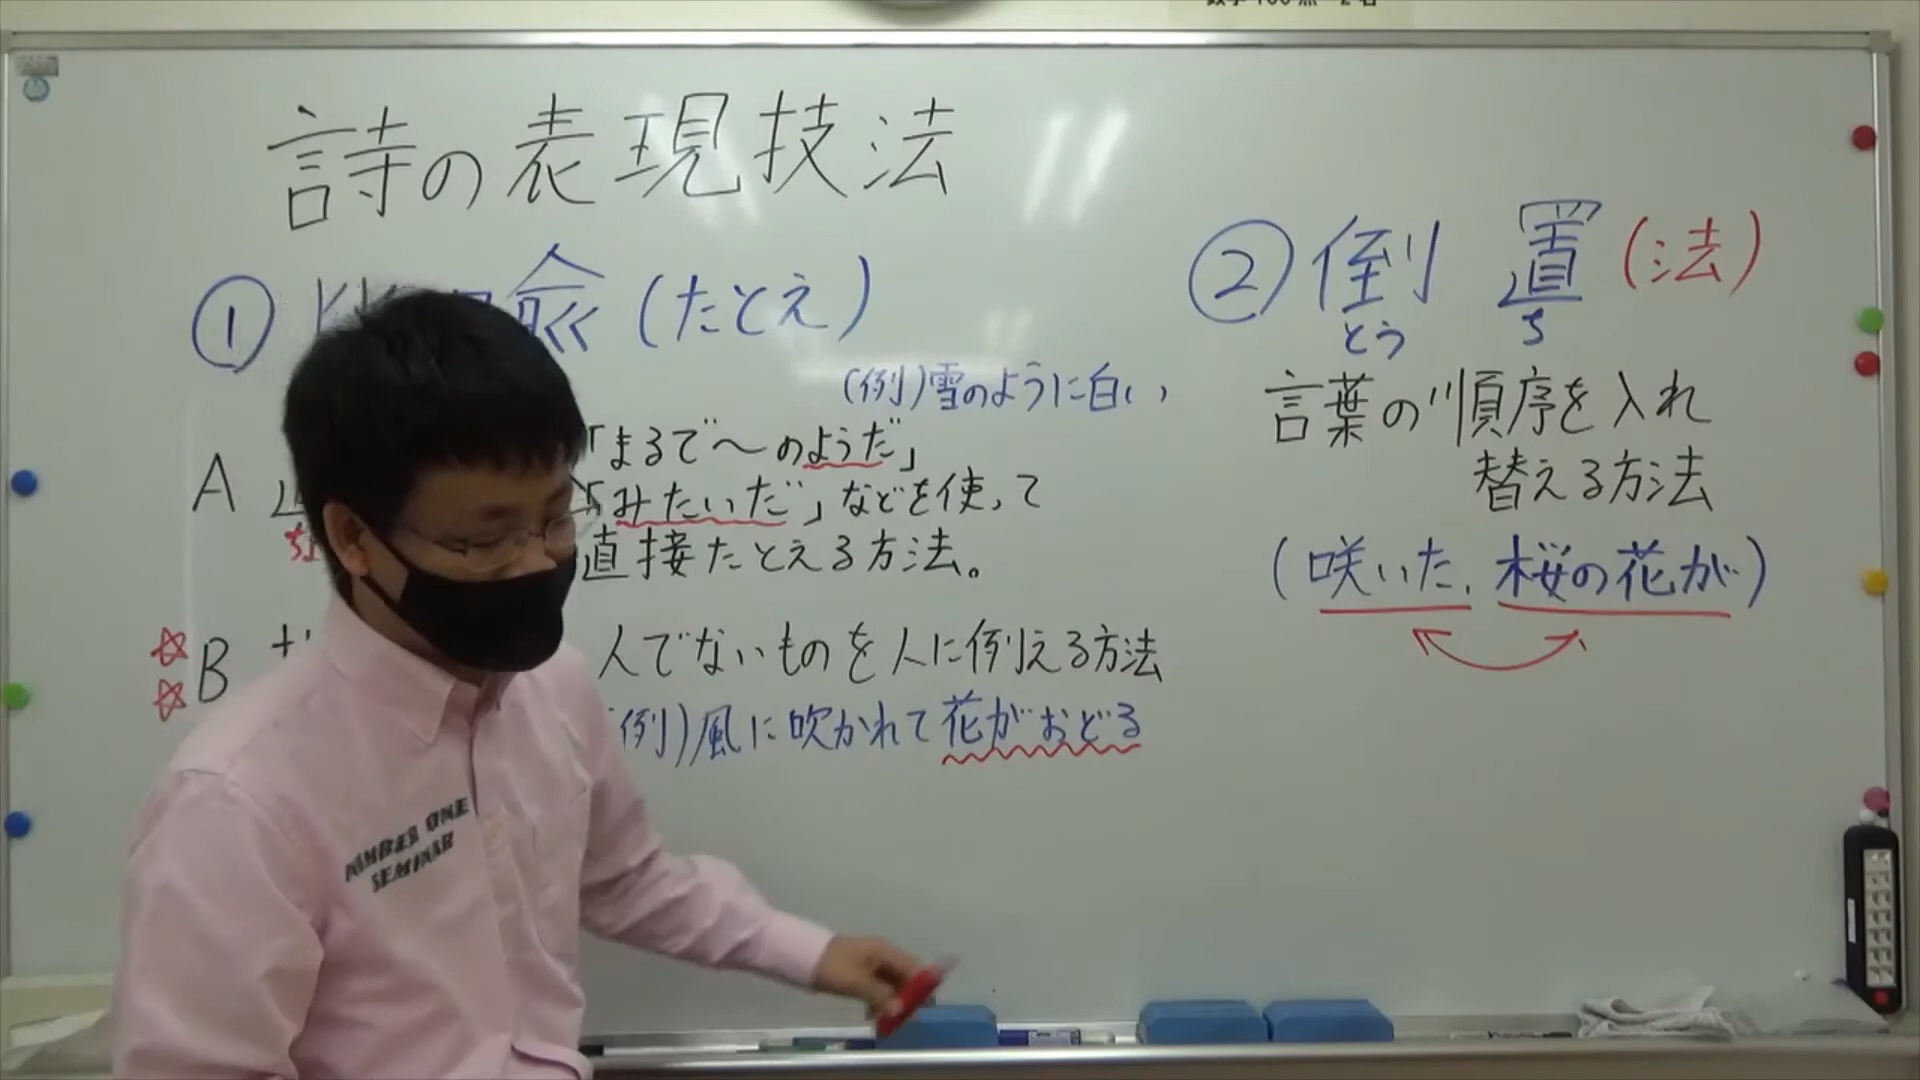 詩の表現技法
① 喩(たとえ)
(例)雪のように白い
A 「まるで〜のようだ」
「みたいだ」などを使って
直接たとえる方法。
B 人でないものを人に例える方法
(例)風に吹かれて花がおどる
② 倒置(法)
とう ち
言葉の順序を入れ
替える方法
(咲いた、桜の花が)
NUMBER ONE
SEMINAR